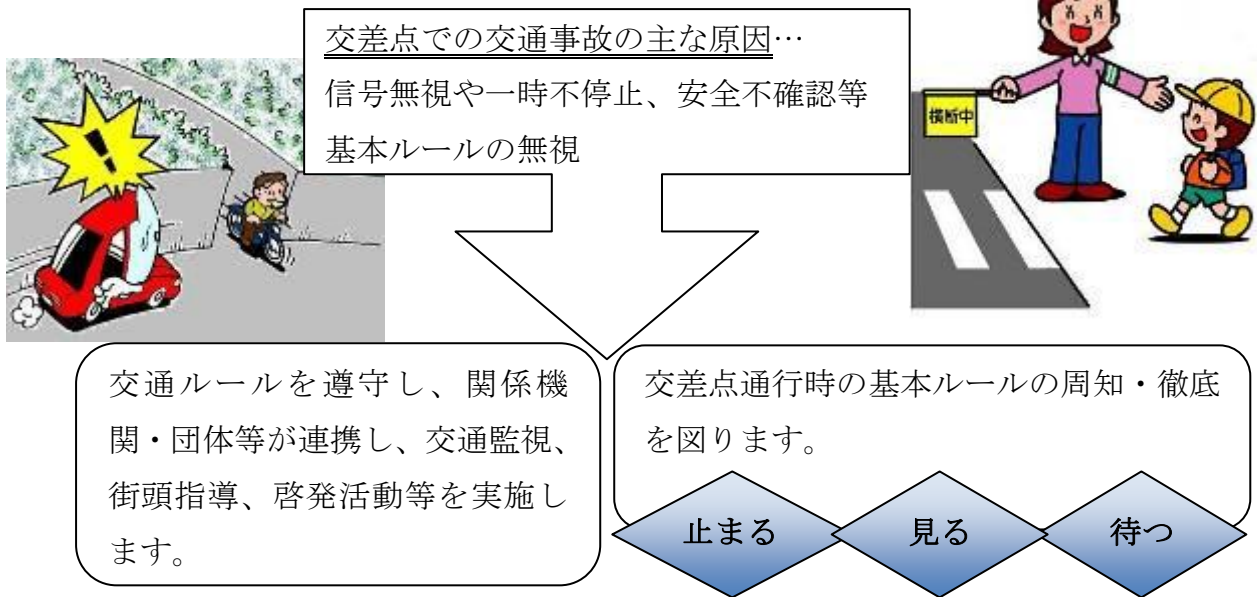 交差点での交通事故の主な原因…
信号無視や一時不停止、安全不確認等
基本ルールの無視
横断中
交通ルールを遵守し、関係機
関・団体等が連携し、交通監視、
街頭指導、啓発活動等を実施し
ます。
交差点通行時の基本ルールの周知・徹底
を図ります。
止まる
見る
待つ